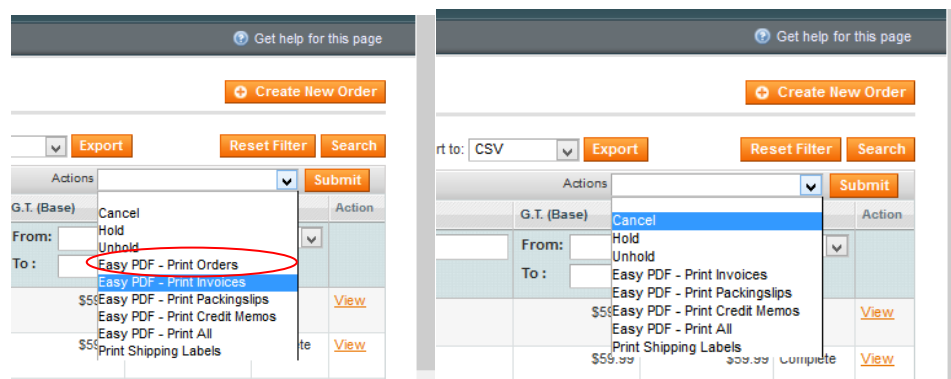 Get help for this page
Create New Order
Export Reset Filter Search
Actions Submit
G.T. (Base) Action
Cancel
From: Hold
Unhold
To : Easy PDF - Print Orders
Easy PDF - Print Invoices
Easy PDF - Print Packingslips View
Easy PDF - Print Credit Memos
Easy PDF - Print All
Print Shipping Labels View
Get help for this page
Create New Order
rt to: CSV Export Reset Filter Search
Actions Submit
G.T. (Base) Action
Cancel
From: Hold
Unhold
To : Easy PDF - Print Invoices
Easy PDF - Print Packingslips
$59 Easy PDF - Print Credit Memos View
Easy PDF - Print All
Print Shipping Labels
$59.99 $59.99 Complete View